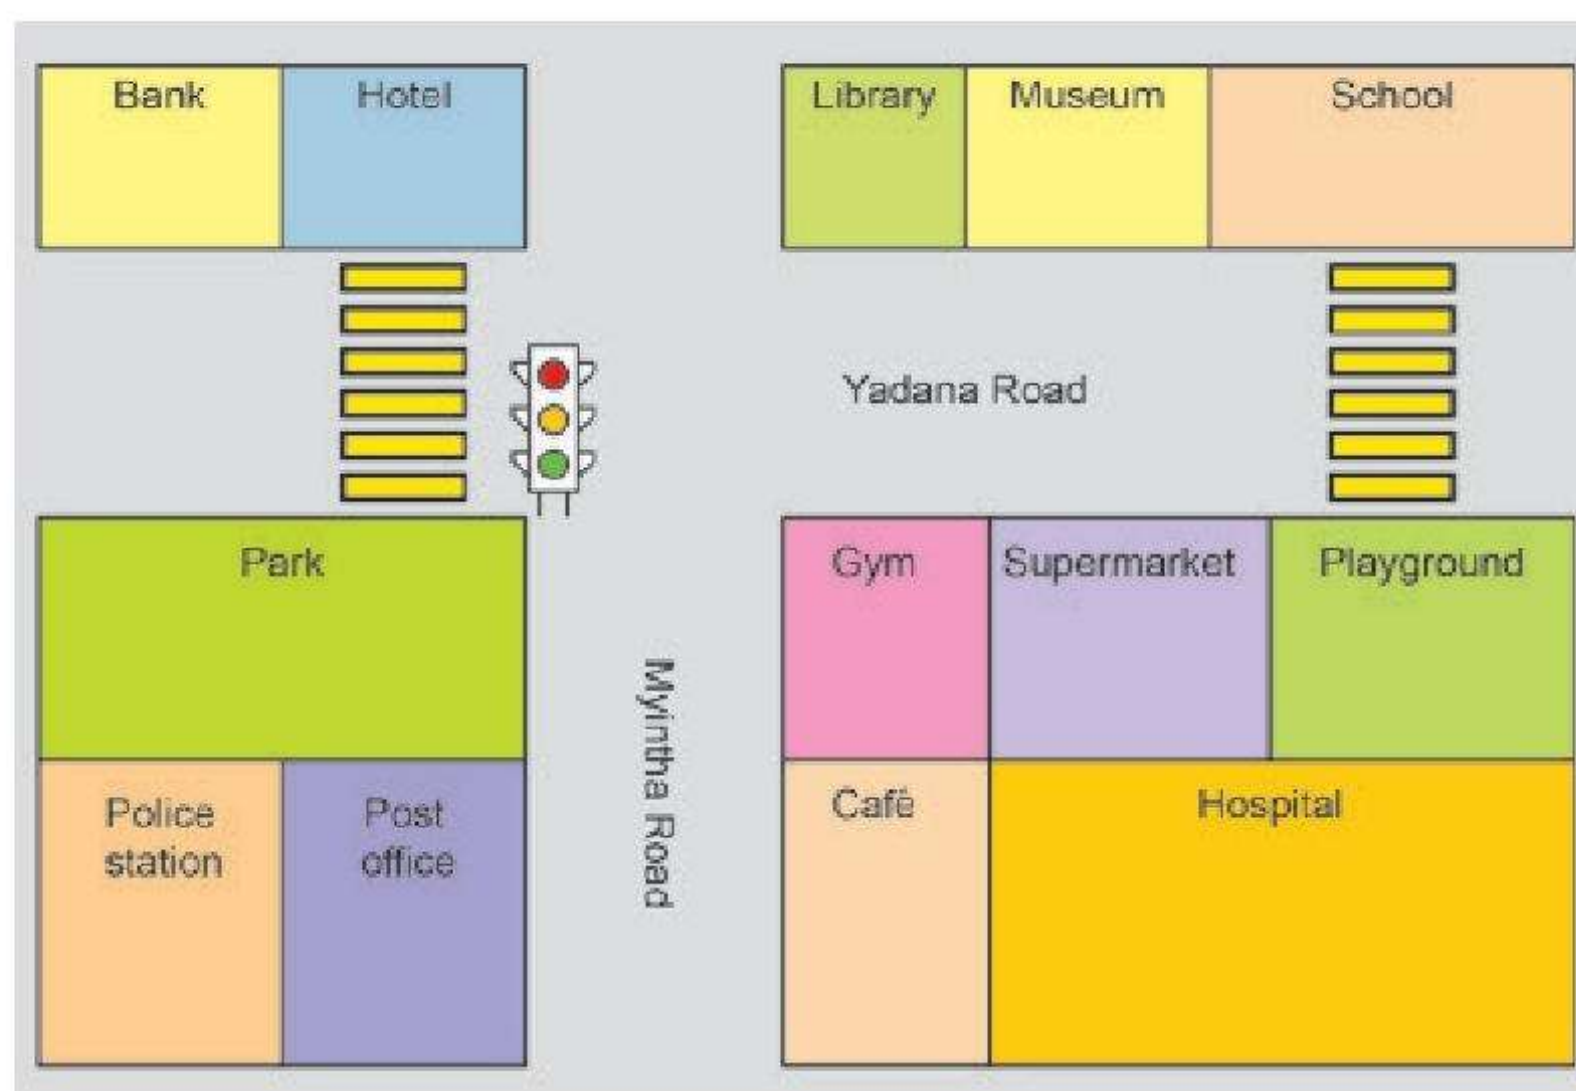 Bank
Hotel
Library
Museum
School
Yadana Road
Park
Gym
Supermarket
Playground
Myintha Road
Police
station
Post
office
Café
Hospital